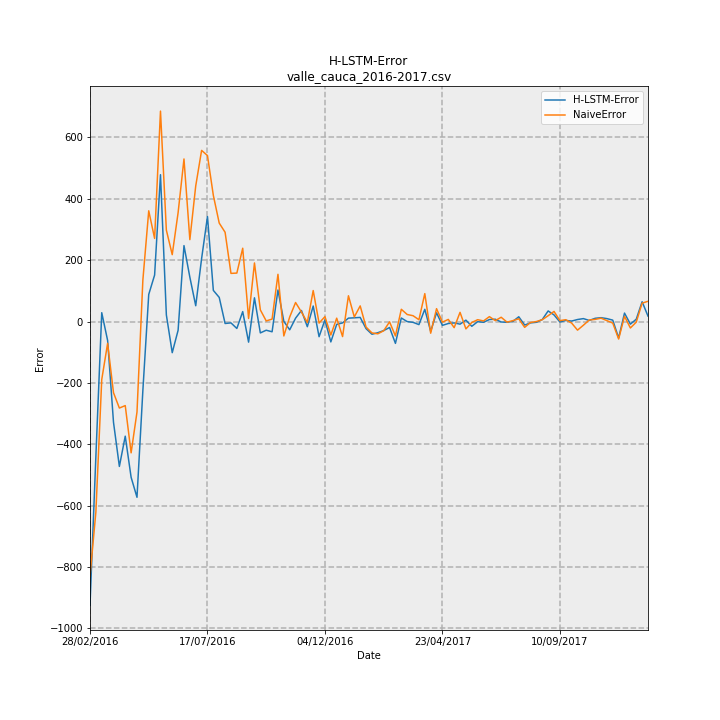 H-LSTM-Error
valle_cauca_2016-2017.csv
H-LSTM-Error
NaiveError
600
400
200
0
−200
−400
−600
−800
−1000
Error
28/02/2016 17/07/2016 04/12/2016 23/04/2017 10/09/2017
Date